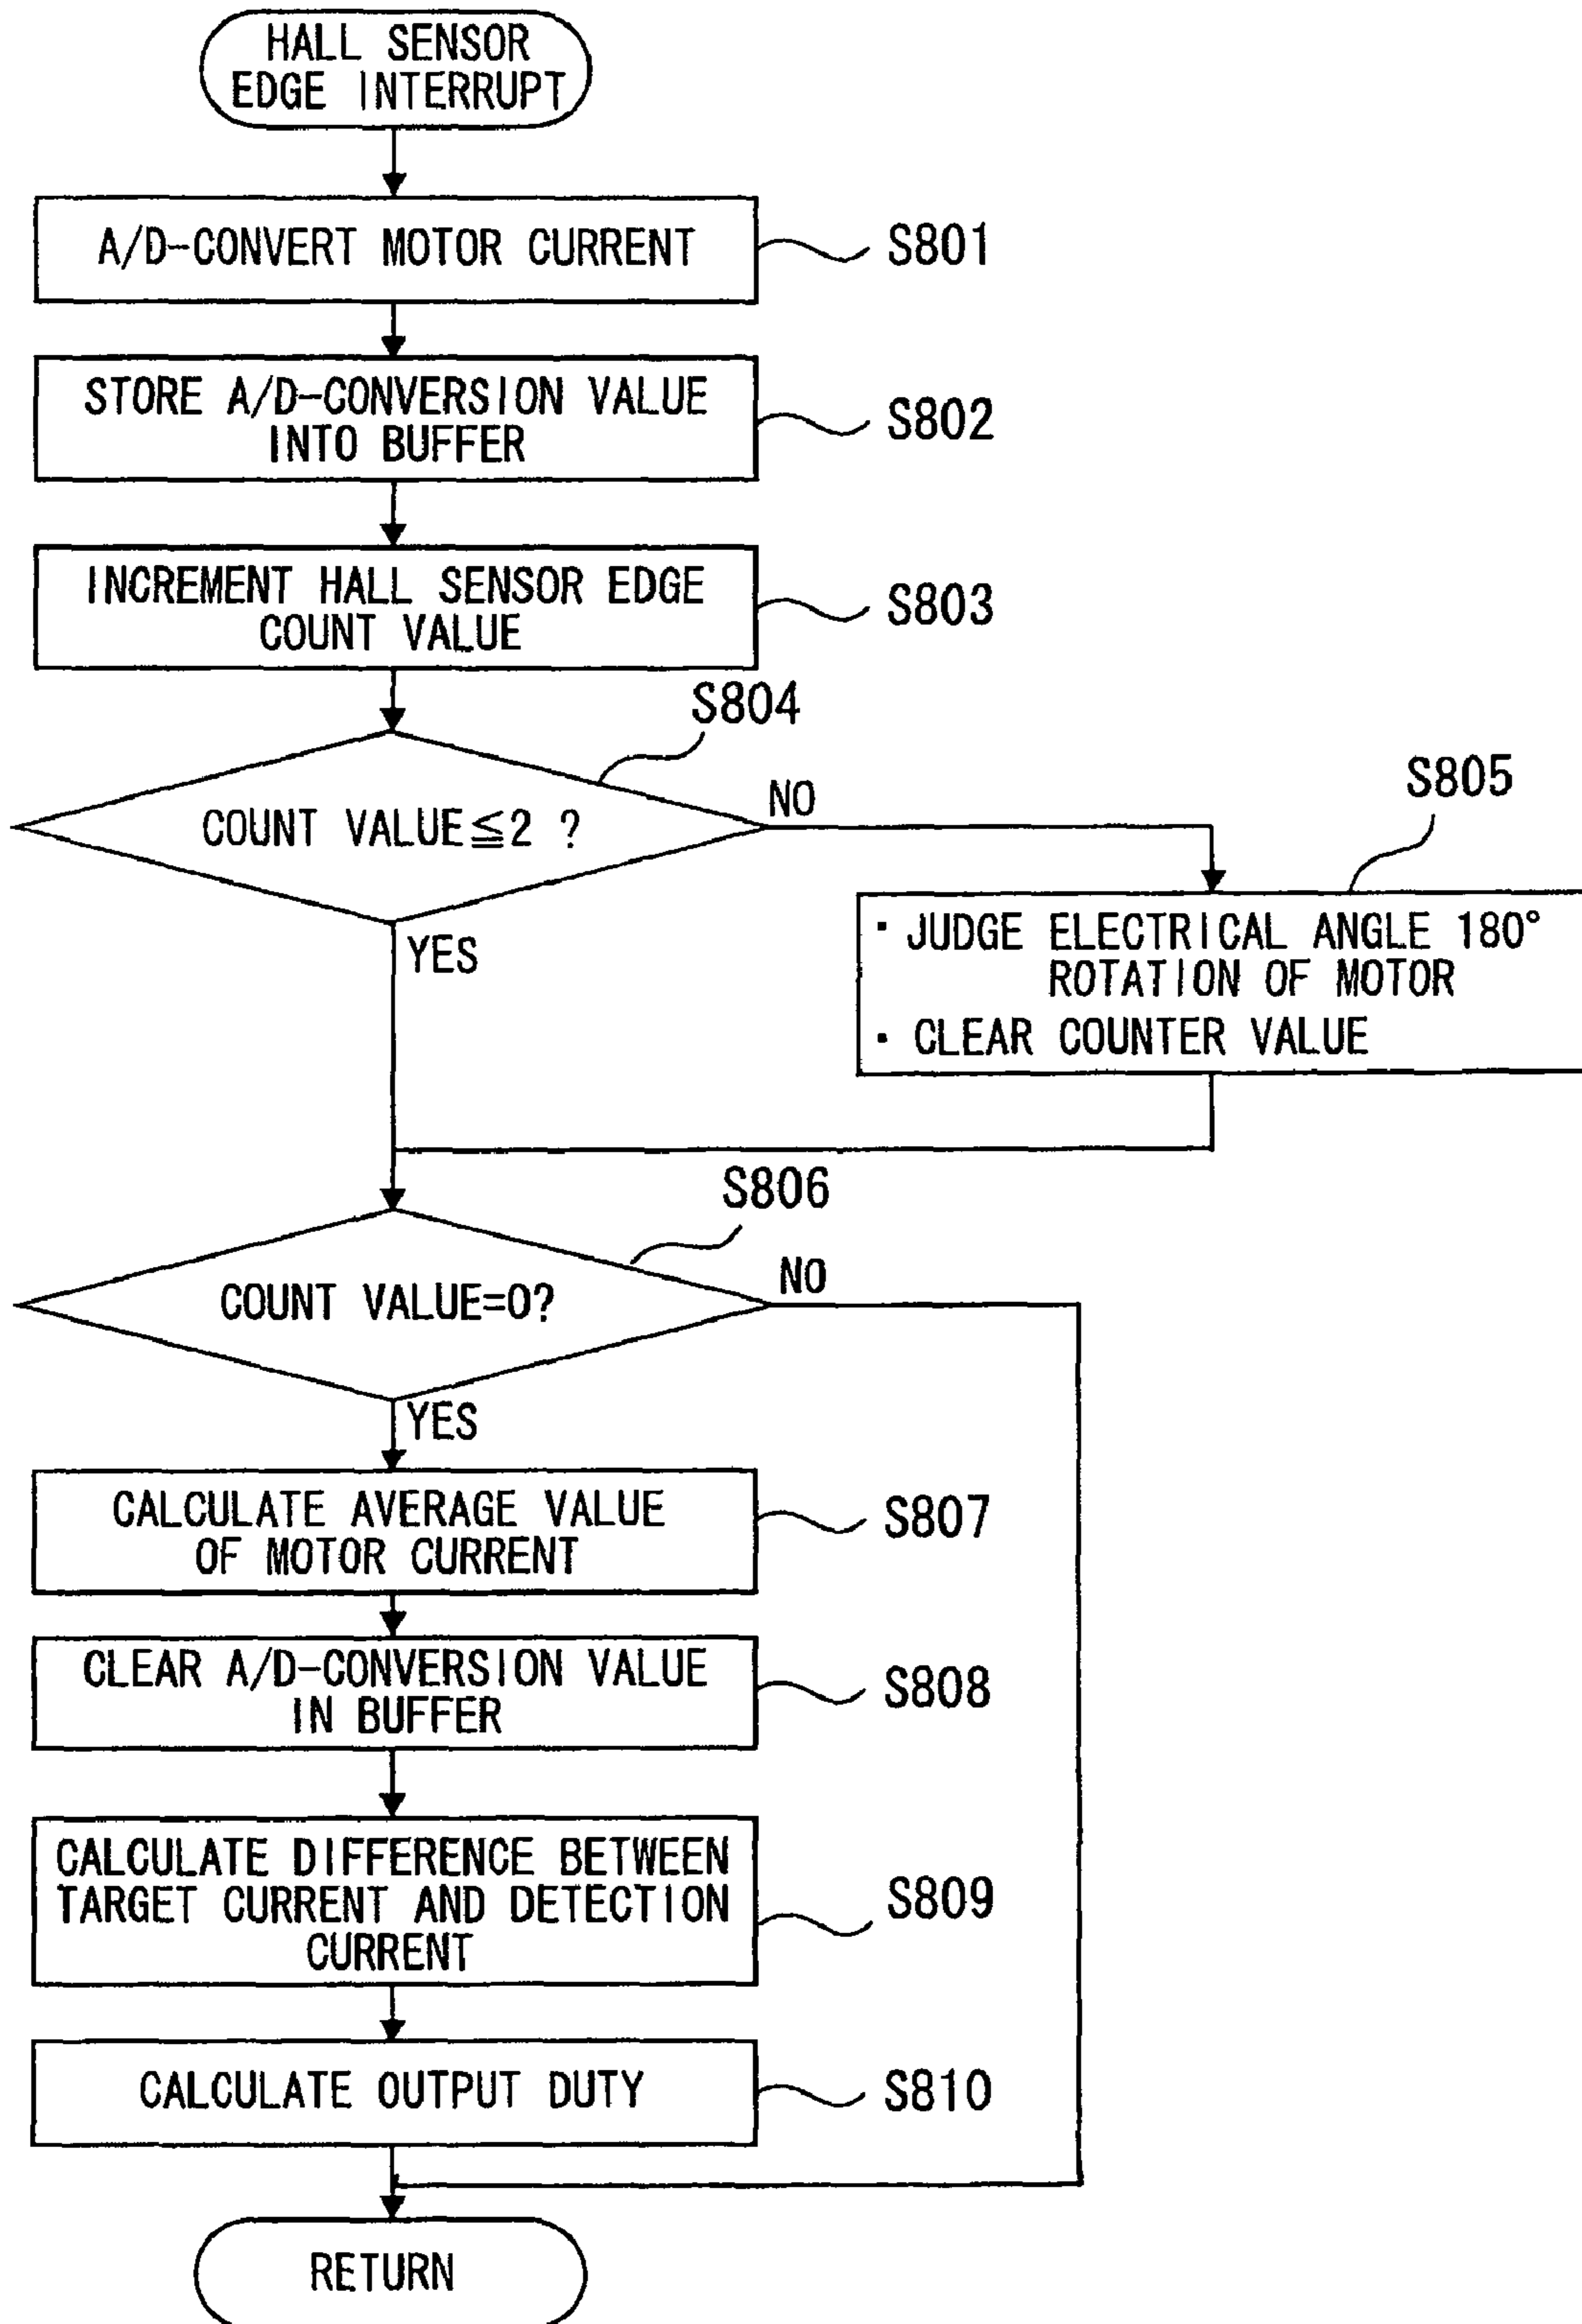 HALL SENSOR
EDGE INTERRUPT
A/D-CONVERT MOTOR CURRENT
S801
STORE A/D-CONVERSION VALUE
INTO BUFFER
S802
INCREMENT HALL SENSOR EDGE
COUNT VALUE
S803
S804
COUNT VALUE≦2 ?
NO
YES
S805
· JUDGE ELECTRICAL ANGLE 180°
ROTATION OF MOTOR
· CLEAR COUNTER VALUE
S806
COUNT VALUE=0?
NO
YES
CALCULATE AVERAGE VALUE
OF MOTOR CURRENT
S807
CLEAR A/D-CONVERSION VALUE
IN BUFFER
S808
CALCULATE DIFFERENCE BETWEEN
TARGET CURRENT AND DETECTION
CURRENT
S809
CALCULATE OUTPUT DUTY
S810
RETURN